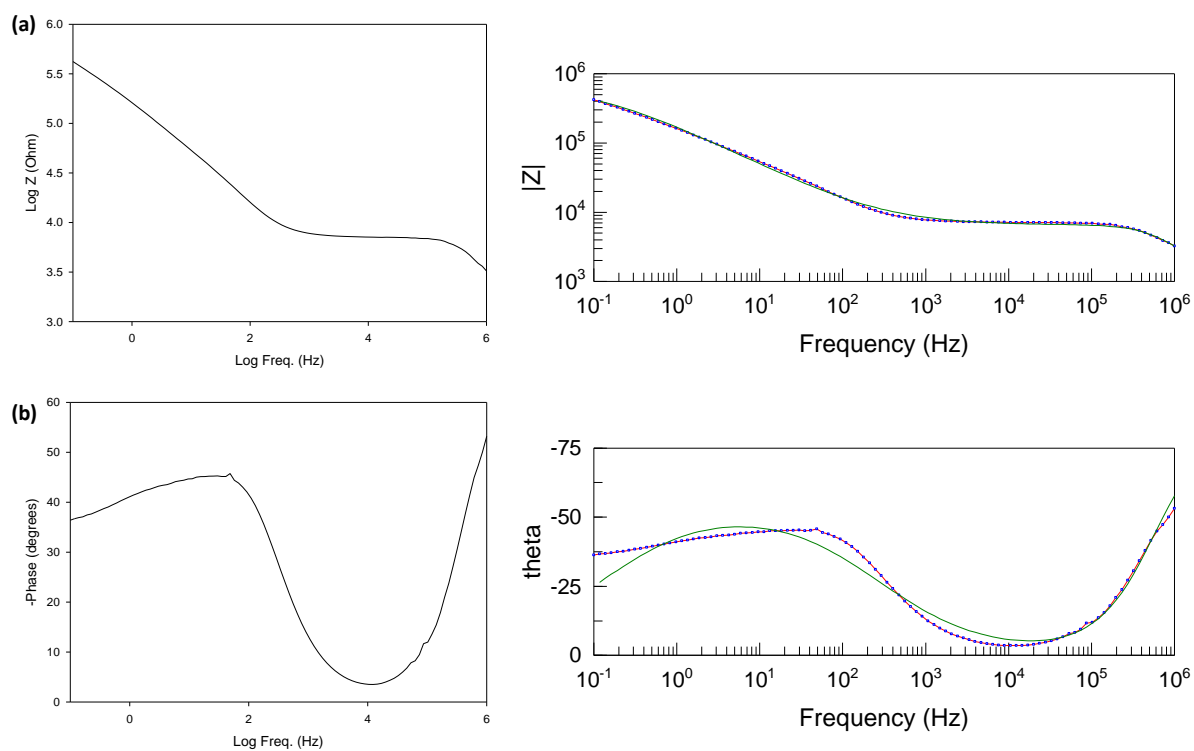 (a)
6.0
5.5
5.0
4.5
4.0
3.5
3.0
Log Z (Ohm)
0 2 4 6
Log Freq. (Hz)
10^6
10^5
10^4
10^3
|Z|
10^-1 10^0 10^1 10^2 10^3 10^4 10^5 10^6
Frequency (Hz)
(b)
60
50
40
30
20
10
0
-Phase (degrees)
0 2 4 6
Log Freq. (Hz)
-75
-50
-25
0
theta
10^-1 10^0 10^1 10^2 10^3 10^4 10^5 10^6
Frequency (Hz)